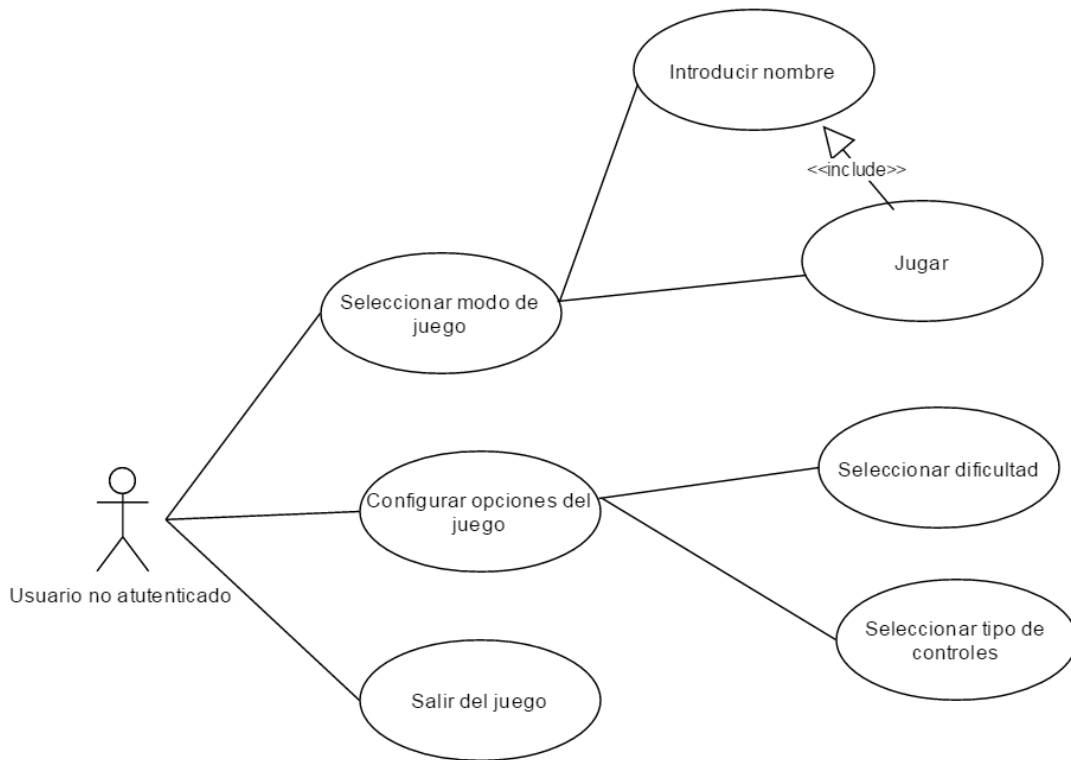 Introducir nombre
<<include>>
Jugar
Seleccionar modo de
juego
Seleccionar dificultad
Configurar opciones del
juego
Usuario no atutenticado
Seleccionar tipo de
controles
Salir del juego